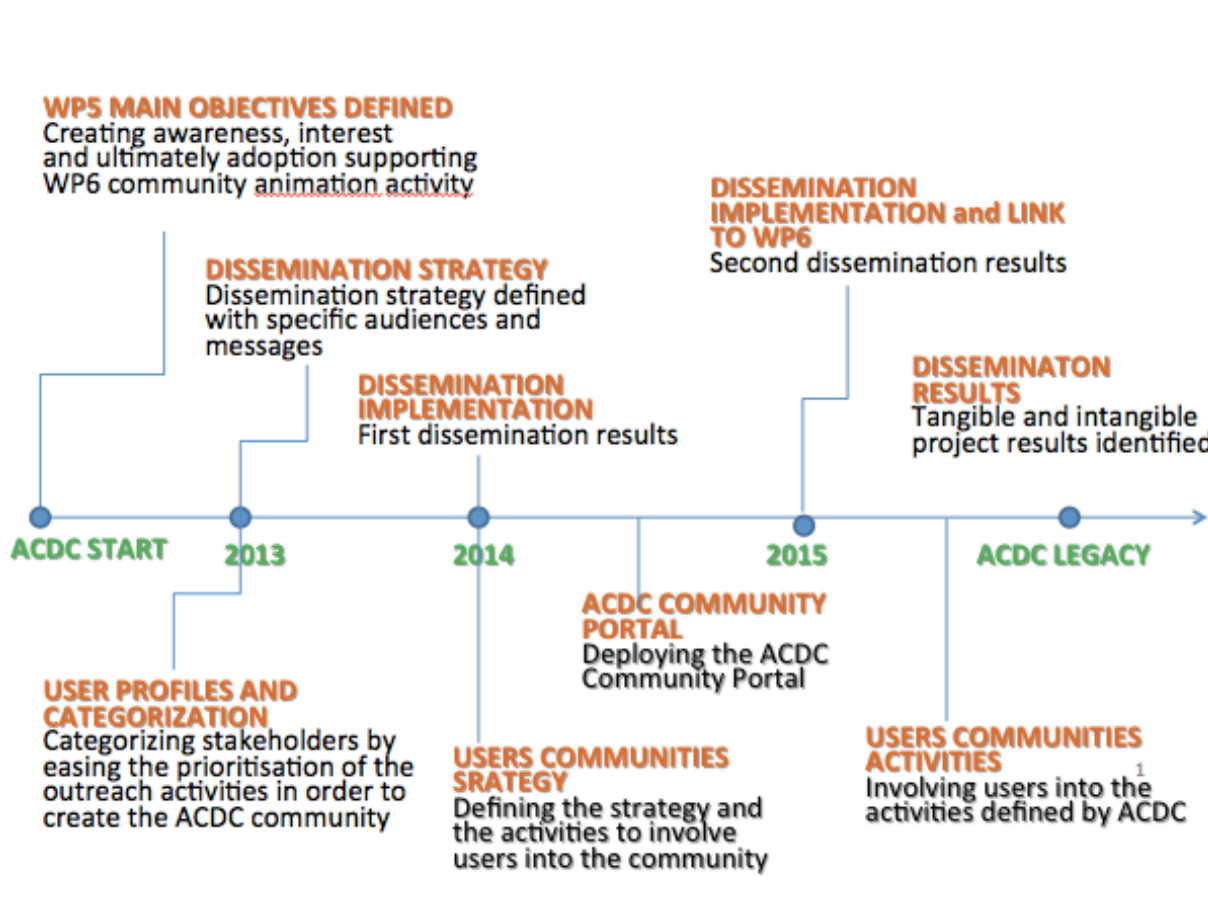 WP5 MAIN OBJECTIVES DEFINED
Creating awareness, interest
and ultimately adoption supporting
WP6 community animation activity
DISSEMINATION STRATEGY
Dissemination strategy defined
with specific audiences and
messages
DISSEMINATION
IMPLEMENTATION
First dissemination results
DISSEMINATION
IMPLEMENTATION and LINK
TO WP6
Second dissemination results
DISSEMINATON
RESULTS
Tangible and intangible
project results identified
ACDC START
2013
2014
2015
ACDC LEGACY
USER PROFILES AND
CATEGORIZATION
Categorizing stakeholders by
easing the prioritisation of the
outreach activities in order to
create the ACDC community
USERS COMMUNITIES
SRATEGY
Defining the strategy and
the activities to involve
users into the community
ACDC COMMUNITY
PORTAL
Deploying the ACDC
Community Portal
USERS COMMUNITIES
ACTIVITIES
1
Involving users into the
activities defined by ACDC